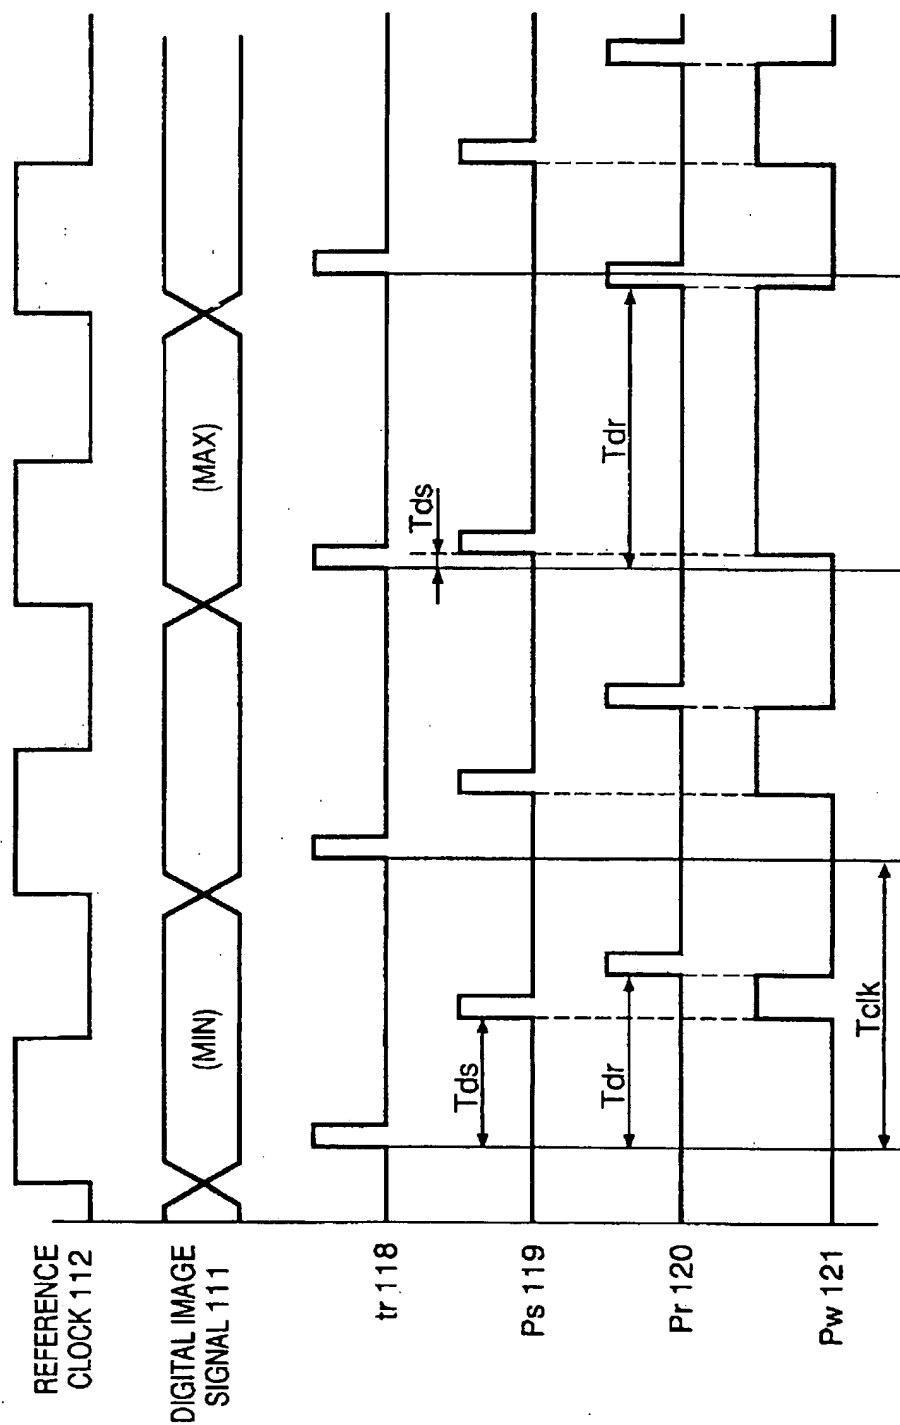 REFERENCE
CLOCK 112
DIGITAL IMAGE
SIGNAL 111
(MIN)
(MAX)
tr 118
Tds
Ps 119
Tds
Pr 120
Tdr
Tdr
Pw 121
Tclk